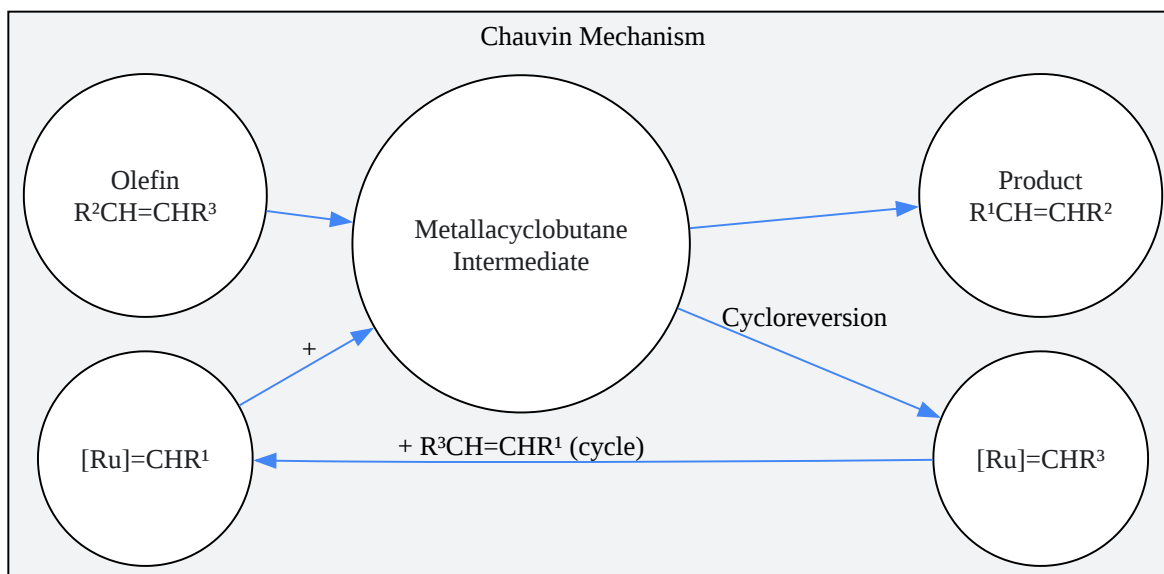 Chauvin Mechanism
Olefin
R²CH=CHR³
Metallacyclobutane
Intermediate
Product
R¹CH=CHR²
Cycloreversion
+
+ R³CH=CHR¹ (cycle)
[Ru]=CHR¹
[Ru]=CHR³